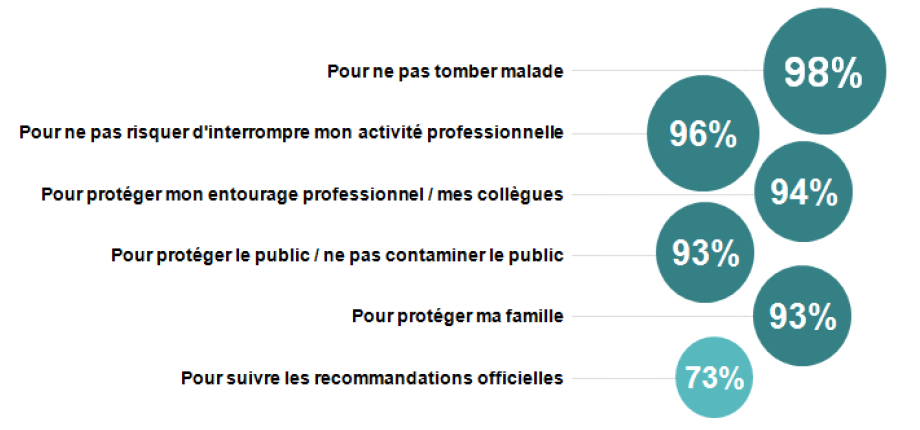 Pour ne pas tomber malade 98%
Pour ne pas risquer d'interrompre mon activité professionnelle 96%
Pour protéger mon entourage professionnel / mes collègues 94%
Pour protéger le public / ne pas contaminer le public 93%
Pour protéger ma famille 93%
Pour suivre les recommandations officielles 73%